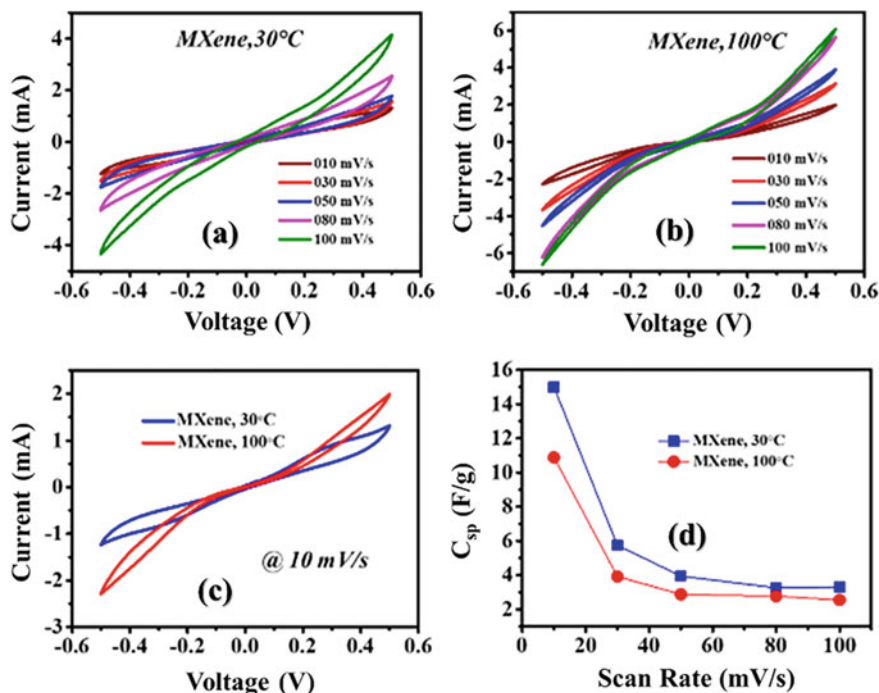 MXene,30°C
4
2
0
-2
-4
Current (mA)
010 mV/s
030 mV/s
050 mV/s
080 mV/s
100 mV/s
(a)
-0.6 -0.4 -0.2 0.0 0.2 0.4 0.6
Voltage (V)
MXene,100°C
6
4
2
0
-2
-4
-6
Current (mA)
010 mV/s
030 mV/s
050 mV/s
080 mV/s
100 mV/s
(b)
-0.6 -0.4 -0.2 0.0 0.2 0.4 0.6
Voltage (V)
2
1
0
-1
-2
-3
Current (mA)
MXene, 30°C
MXene, 100°C
@ 10 mV/s
(c)
-0.6 -0.4 -0.2 0.0 0.2 0.4 0.6
Voltage (V)
16
14
12
10
8
6
4
2
Csp (F/g)
MXene, 30°C
MXene, 100°C
(d)
0 20 40 60 80 100
Scan Rate (mV/s)